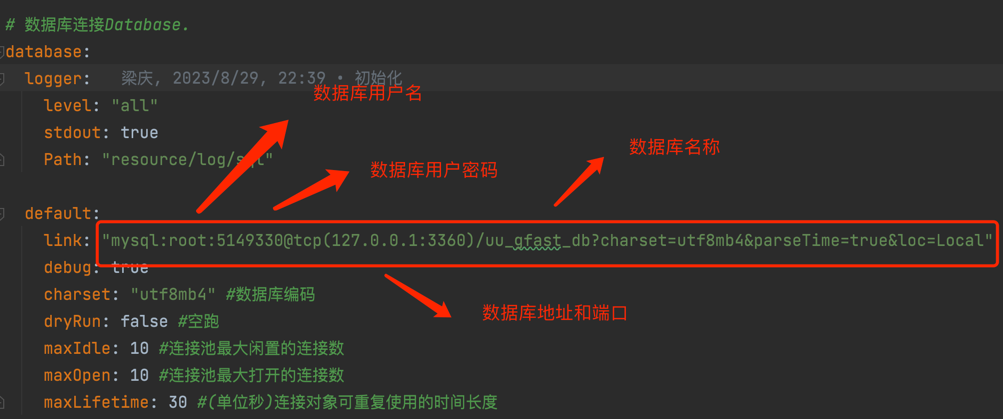 # 数据库连接Database.
database:
logger: 梁庆, 2023/8/29, 22:39 • 初始化
数据库用户名
level: "all"
stdout: true
数据库名称
Path: "resource/log/sql"
数据库用户密码
default:
link: "mysql:root:5149330@tcp(127.0.0.1:3360)/uu_gfast_db?charset=utf8mb4&parseTime=true&loc=Local"
debug: true
charset: "utf8mb4" #数据库编码
数据库地址和端口
dryRun: false #空跑
maxIdle: 10 #连接池最大闲置的连接数
maxOpen: 10 #连接池最大打开的连接数
maxLifetime: 30 #(单位秒)连接对象可重复使用的时间长度